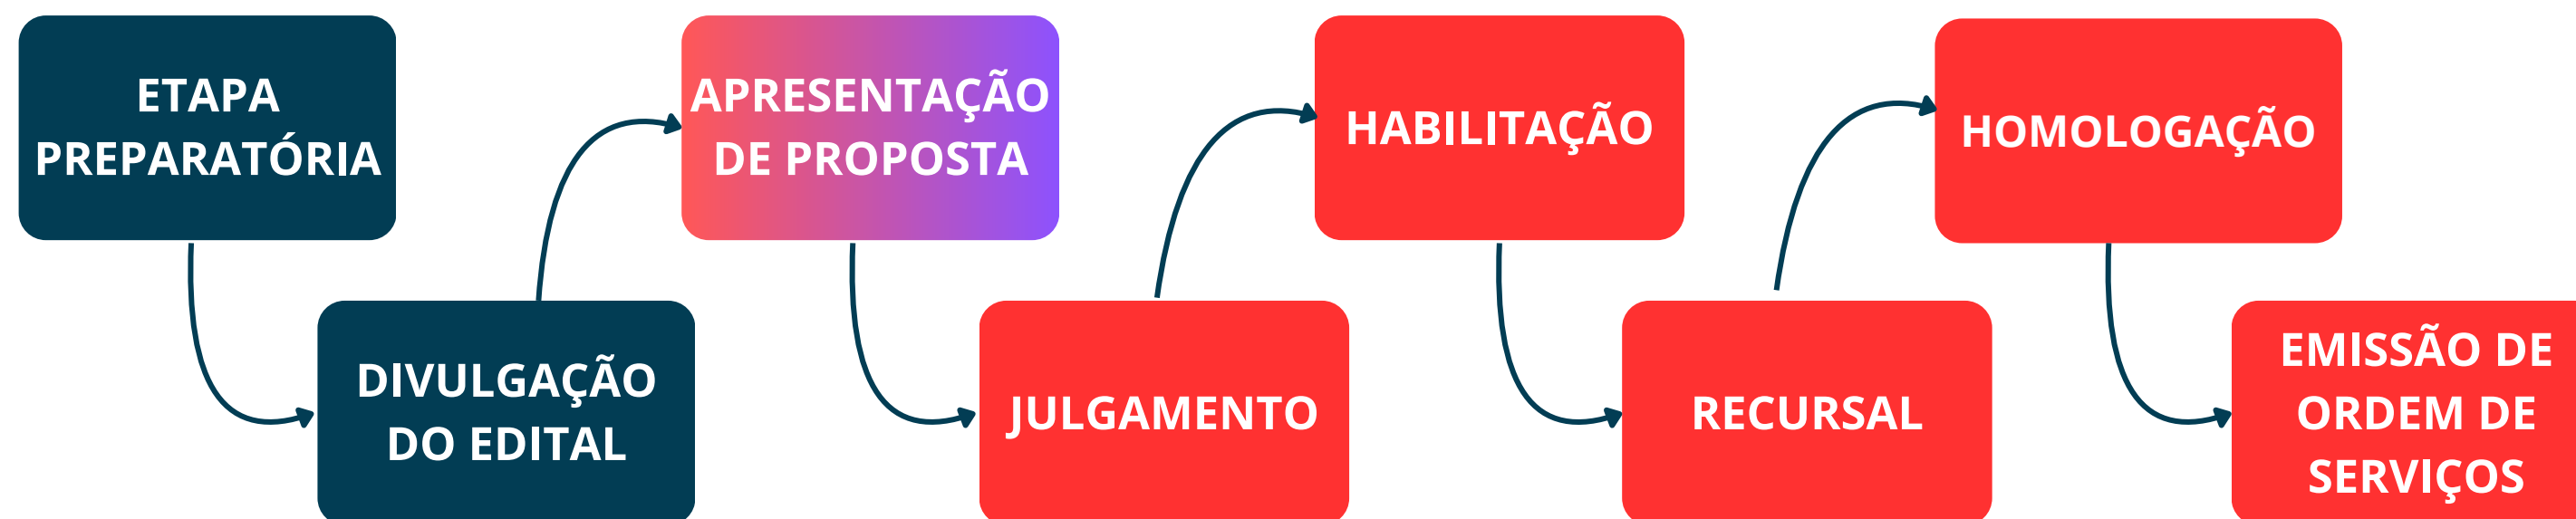 ETAPA
PREPARATÓRIA
DIVULGAÇÃO
DO EDITAL
APRESENTAÇÃO
DE PROPOSTA
JULGAMENTO
HABILITAÇÃO
RECURSAL
HOMOLOGAÇÃO
EMISSÃO DE
ORDEM DE
SERVIÇOS